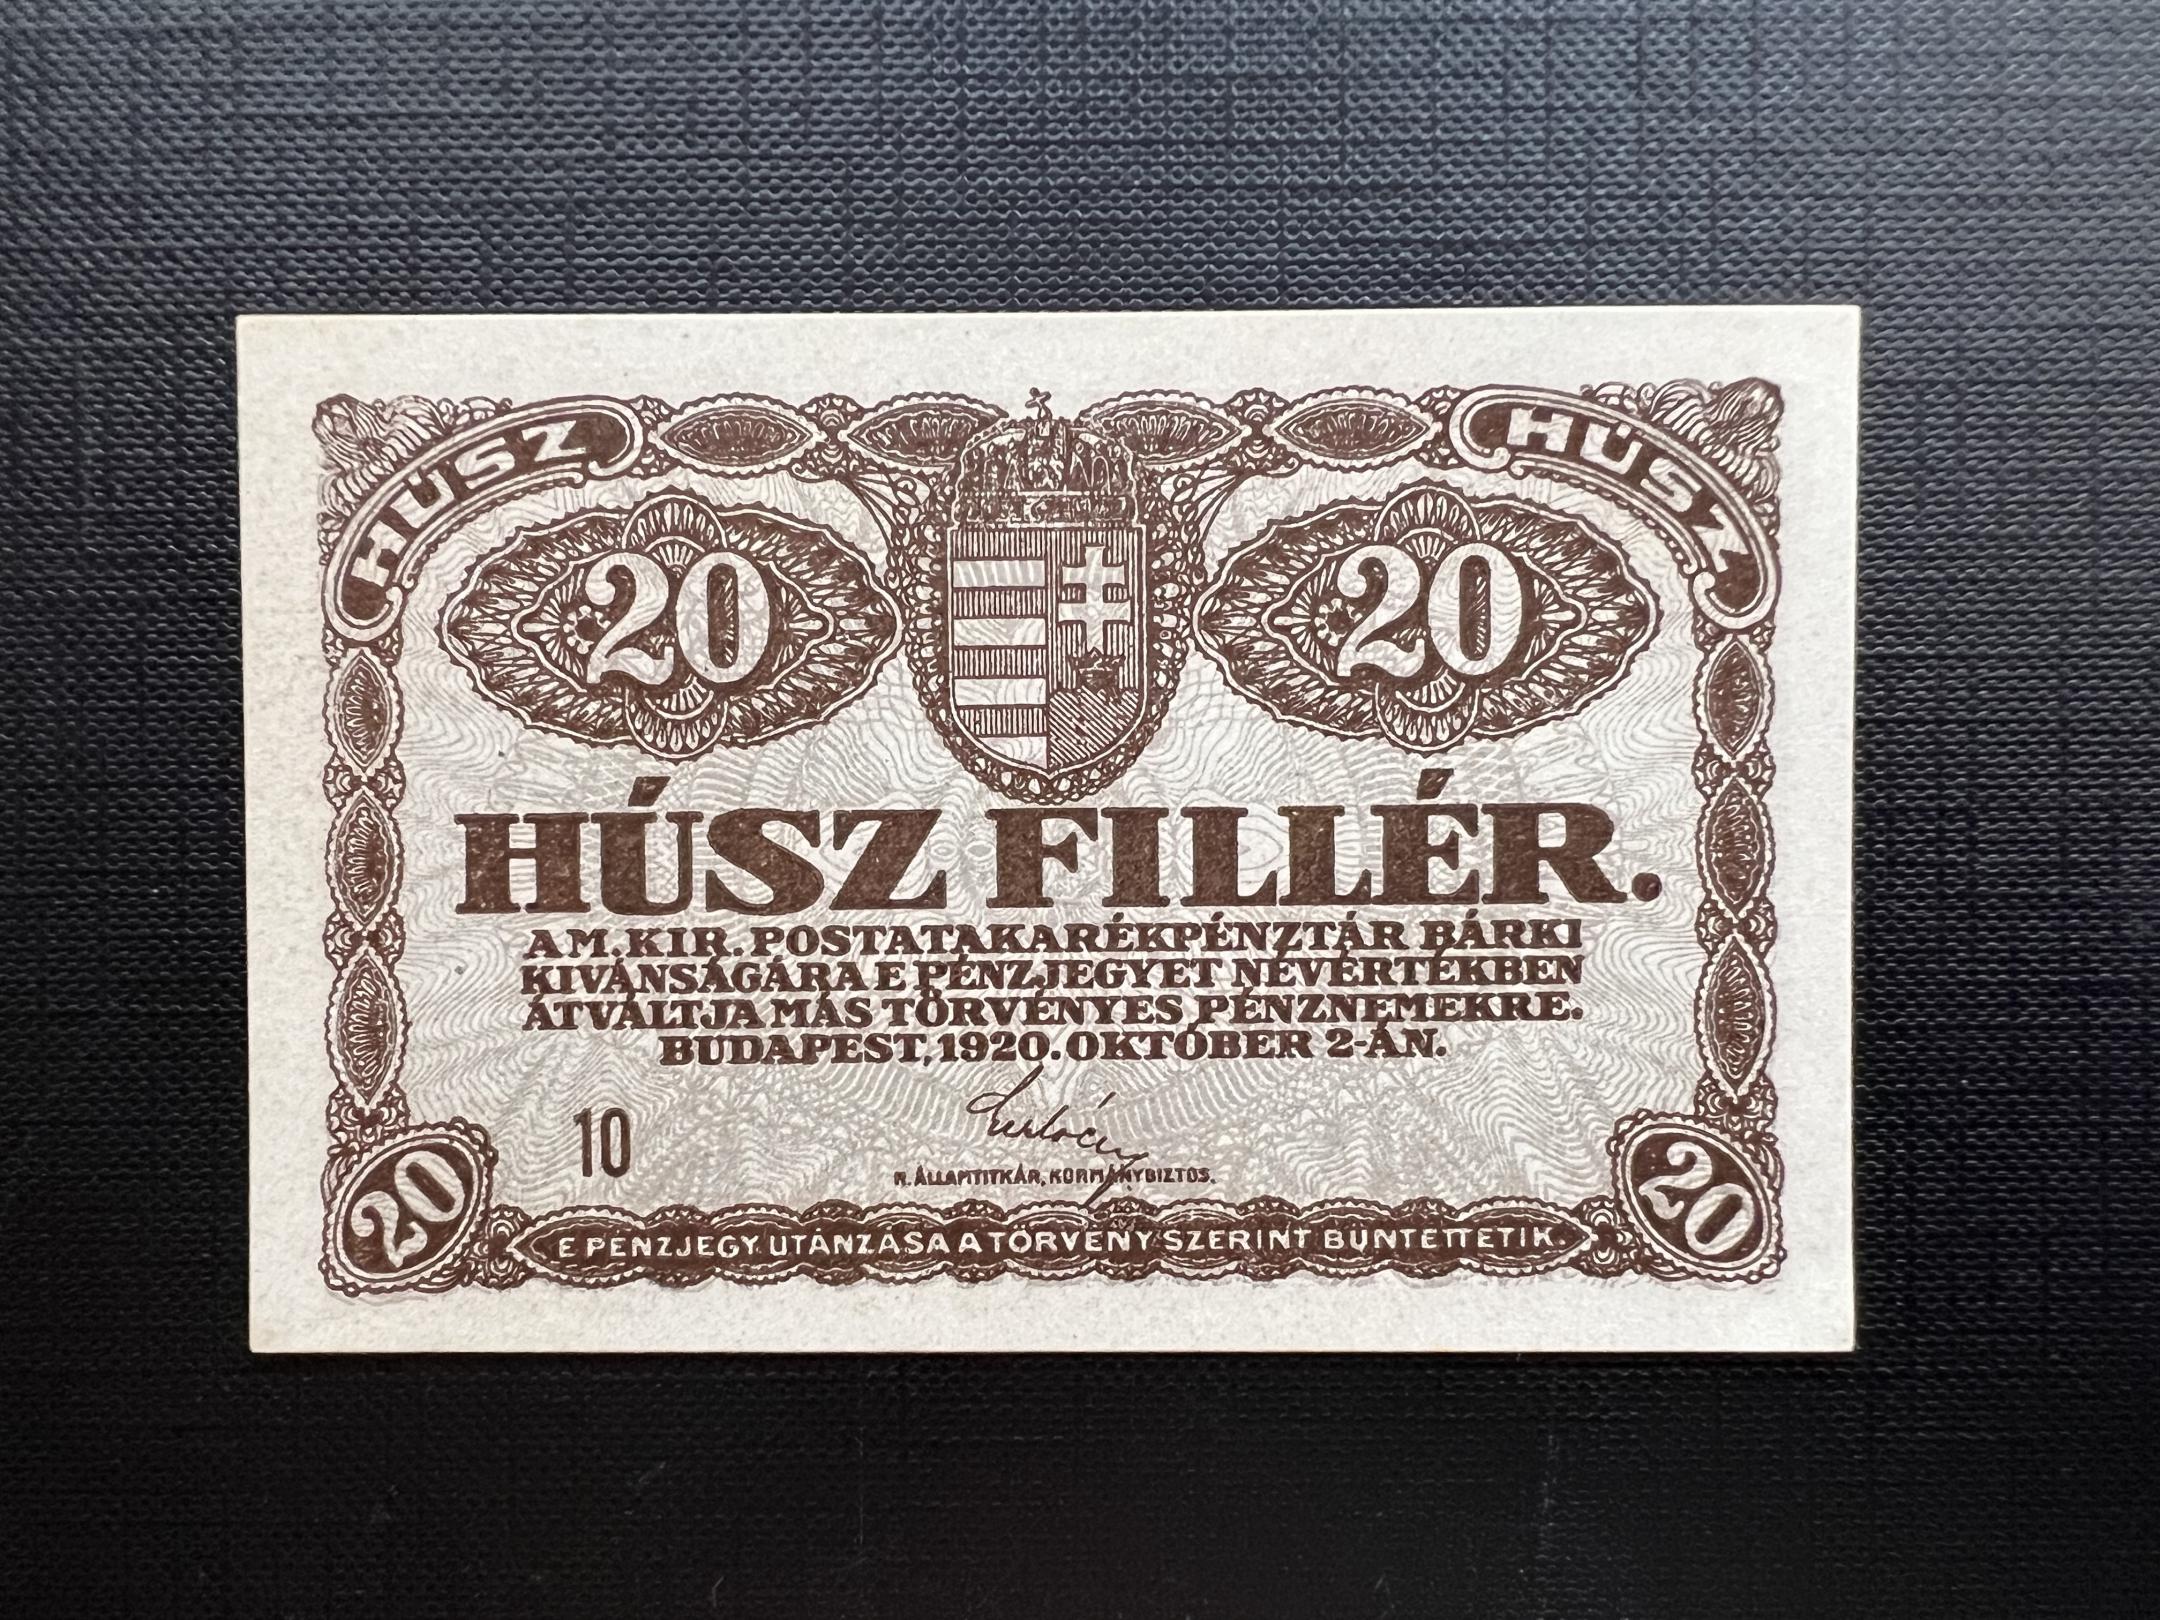 HÚSZ
HÚSZ
20
20
HÚSZ FILLÉR.
A M. KIR. POSTATAKARÉKPÉNZTÁR BÁRKI
KIVÁNSÁGÁRA E PÉNZJEGYET NÉVÉRTÉKBEN
ÁTVÁLTJA MÁS TÖRVÉNYES PÉNZNEMEKRE.
BUDAPEST, 1920. OKTÓBER 2-ÁN.
10
H. ÁLLAMTITKÁR, KORMÁNYBIZTOS.
20
E PÉNZJEGY UTÁNZÁSA A TÖRVÉNY SZERINT BÜNTETTETIK.
20